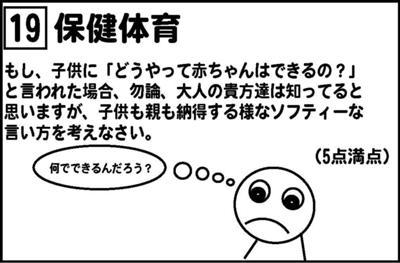 19 保健体育
もし、子供に「どうやって赤ちゃんはできるの？」
と言われた場合、勿論、大人の貴方達は知ってると
思いますが、子供も親も納得する様なソフティーな
言い方を考えなさい。
（5点満点）
何でできるんだろう？